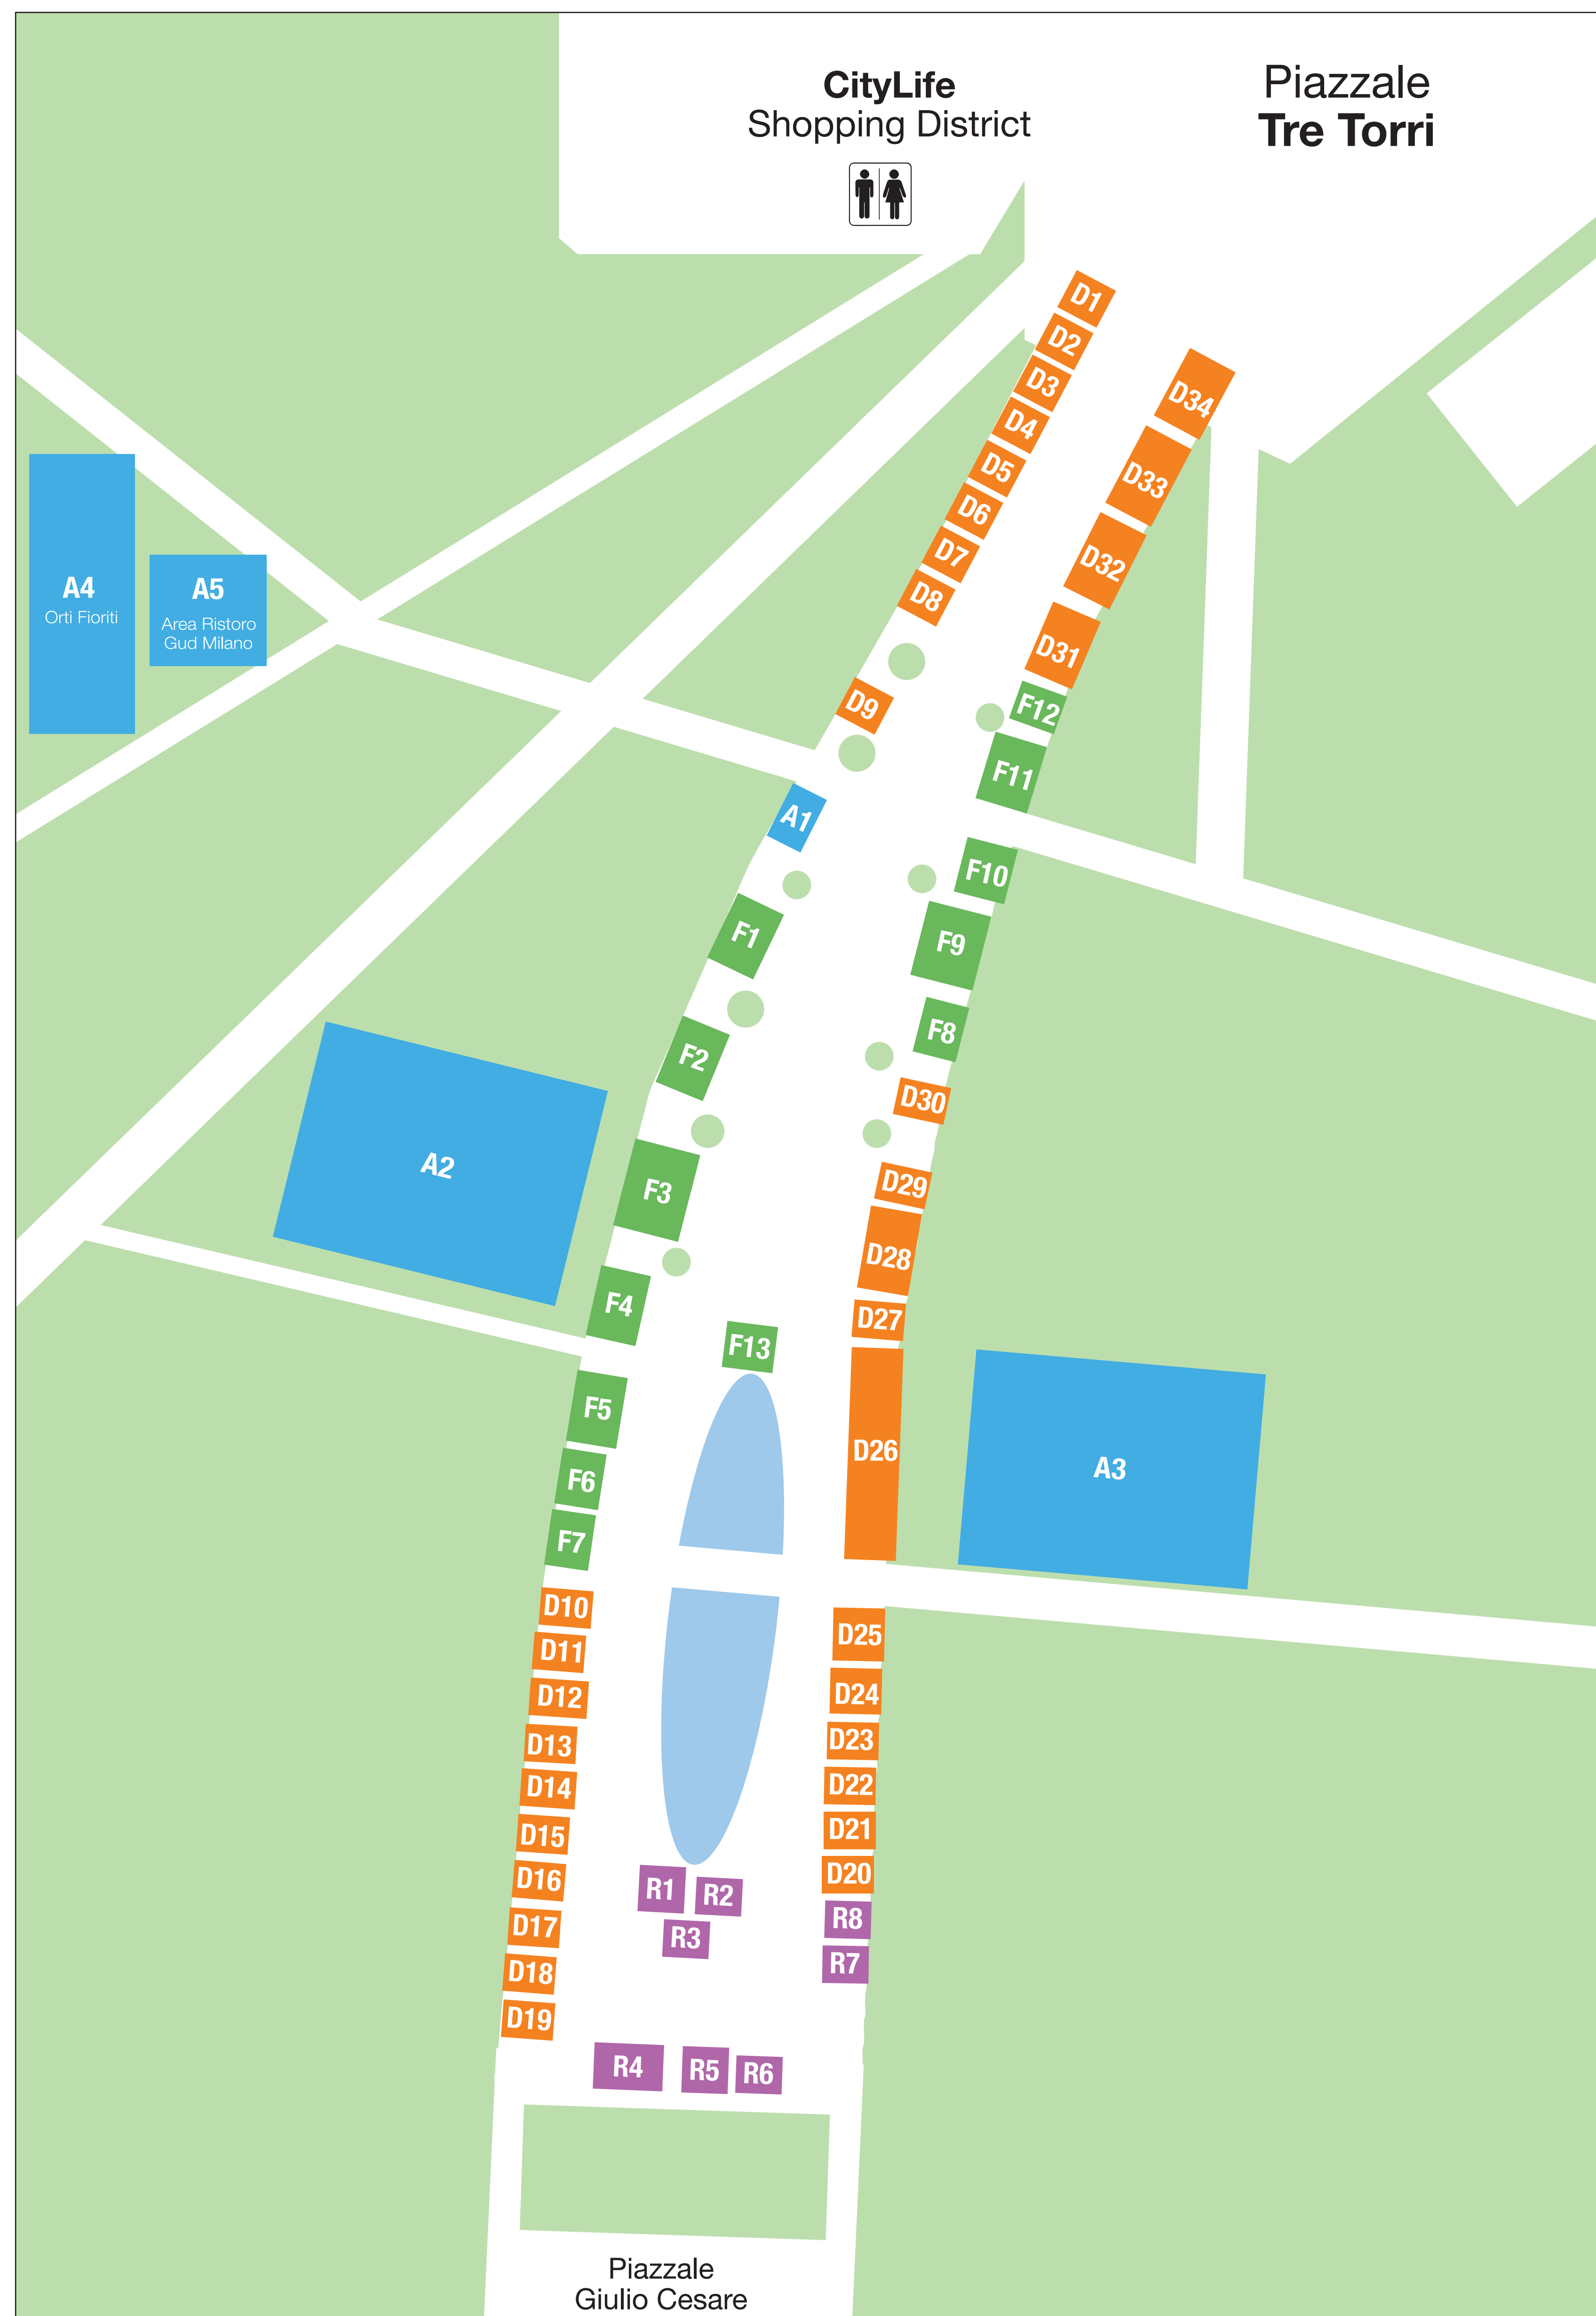 CityLife
Shopping District
Piazzale
Tre Torri
D1
D2
D3
D4
D5
D6
D7
D8
D9
D34
D33
D32
D31
F12
F11
A4
Orti Fioriti
A5
Area Ristoro
Gud Milano
A1
F10
F1
F9
F8
F2
D30
A2
F3
D29
D28
F4
D27
F13
F5
D26
A3
F6
F7
D10
D25
D11
D24
D12
D23
D13
D22
D14
D21
D15
D20
D16
R1
R2
R8
D17
R3
R7
D18
D19
R4
R5
R6
Piazzale
Giulio Cesare